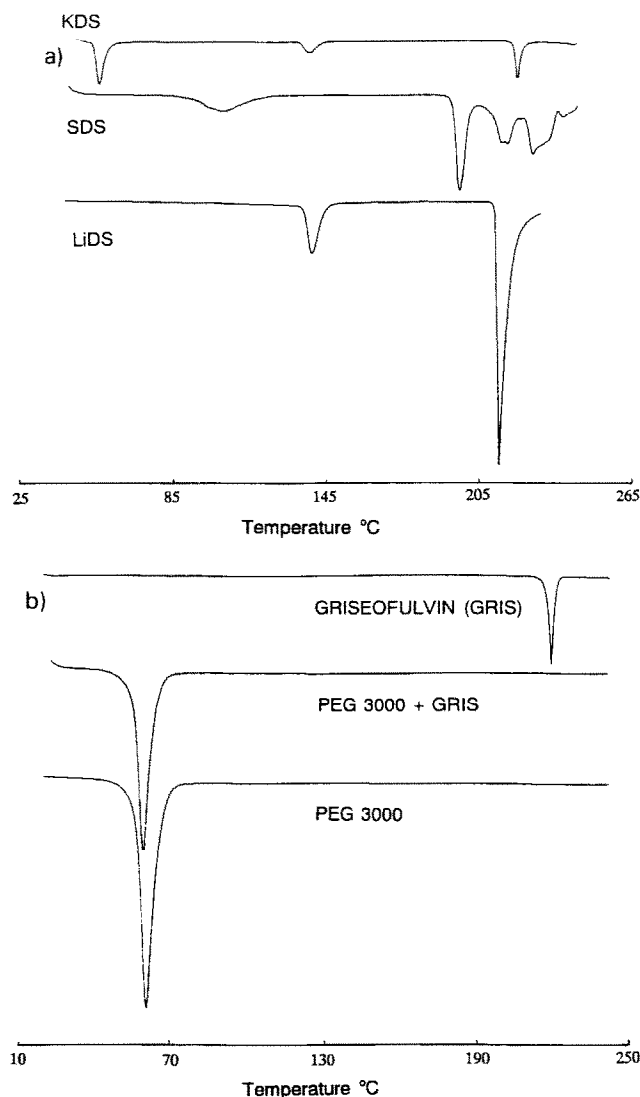 KDS
a)
SDS
LiDS
25 85 145 205 265
Temperature °C
b)
GRISEOFULVIN (GRIS)
PEG 3000 + GRIS
PEG 3000
10 70 130 190 250
Temperature °C